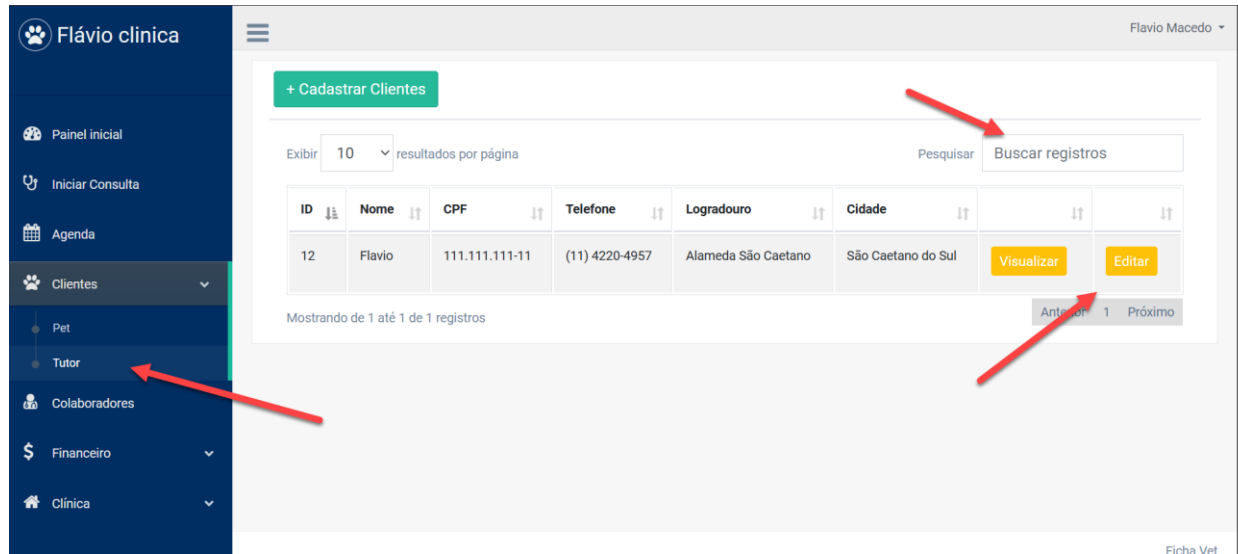 Flávio clinica
Flavio Macedo
Painel inicial
Iniciar Consulta
Agenda
Clientes
Pet
Tutor
Colaboradores
Financeiro
Clínica
+ Cadastrar Clientes
Exibir 10 resultados por página
Pesquisar Buscar registros
ID Nome CPF Telefone Logradouro Cidade
12 Flavio 111.111.111-11 (11) 4220-4957 Alameda São Caetano São Caetano do Sul Visualizar Editar
Mostrando de 1 até 1 de 1 registros
Anterior 1 Próximo
Ficha Vet